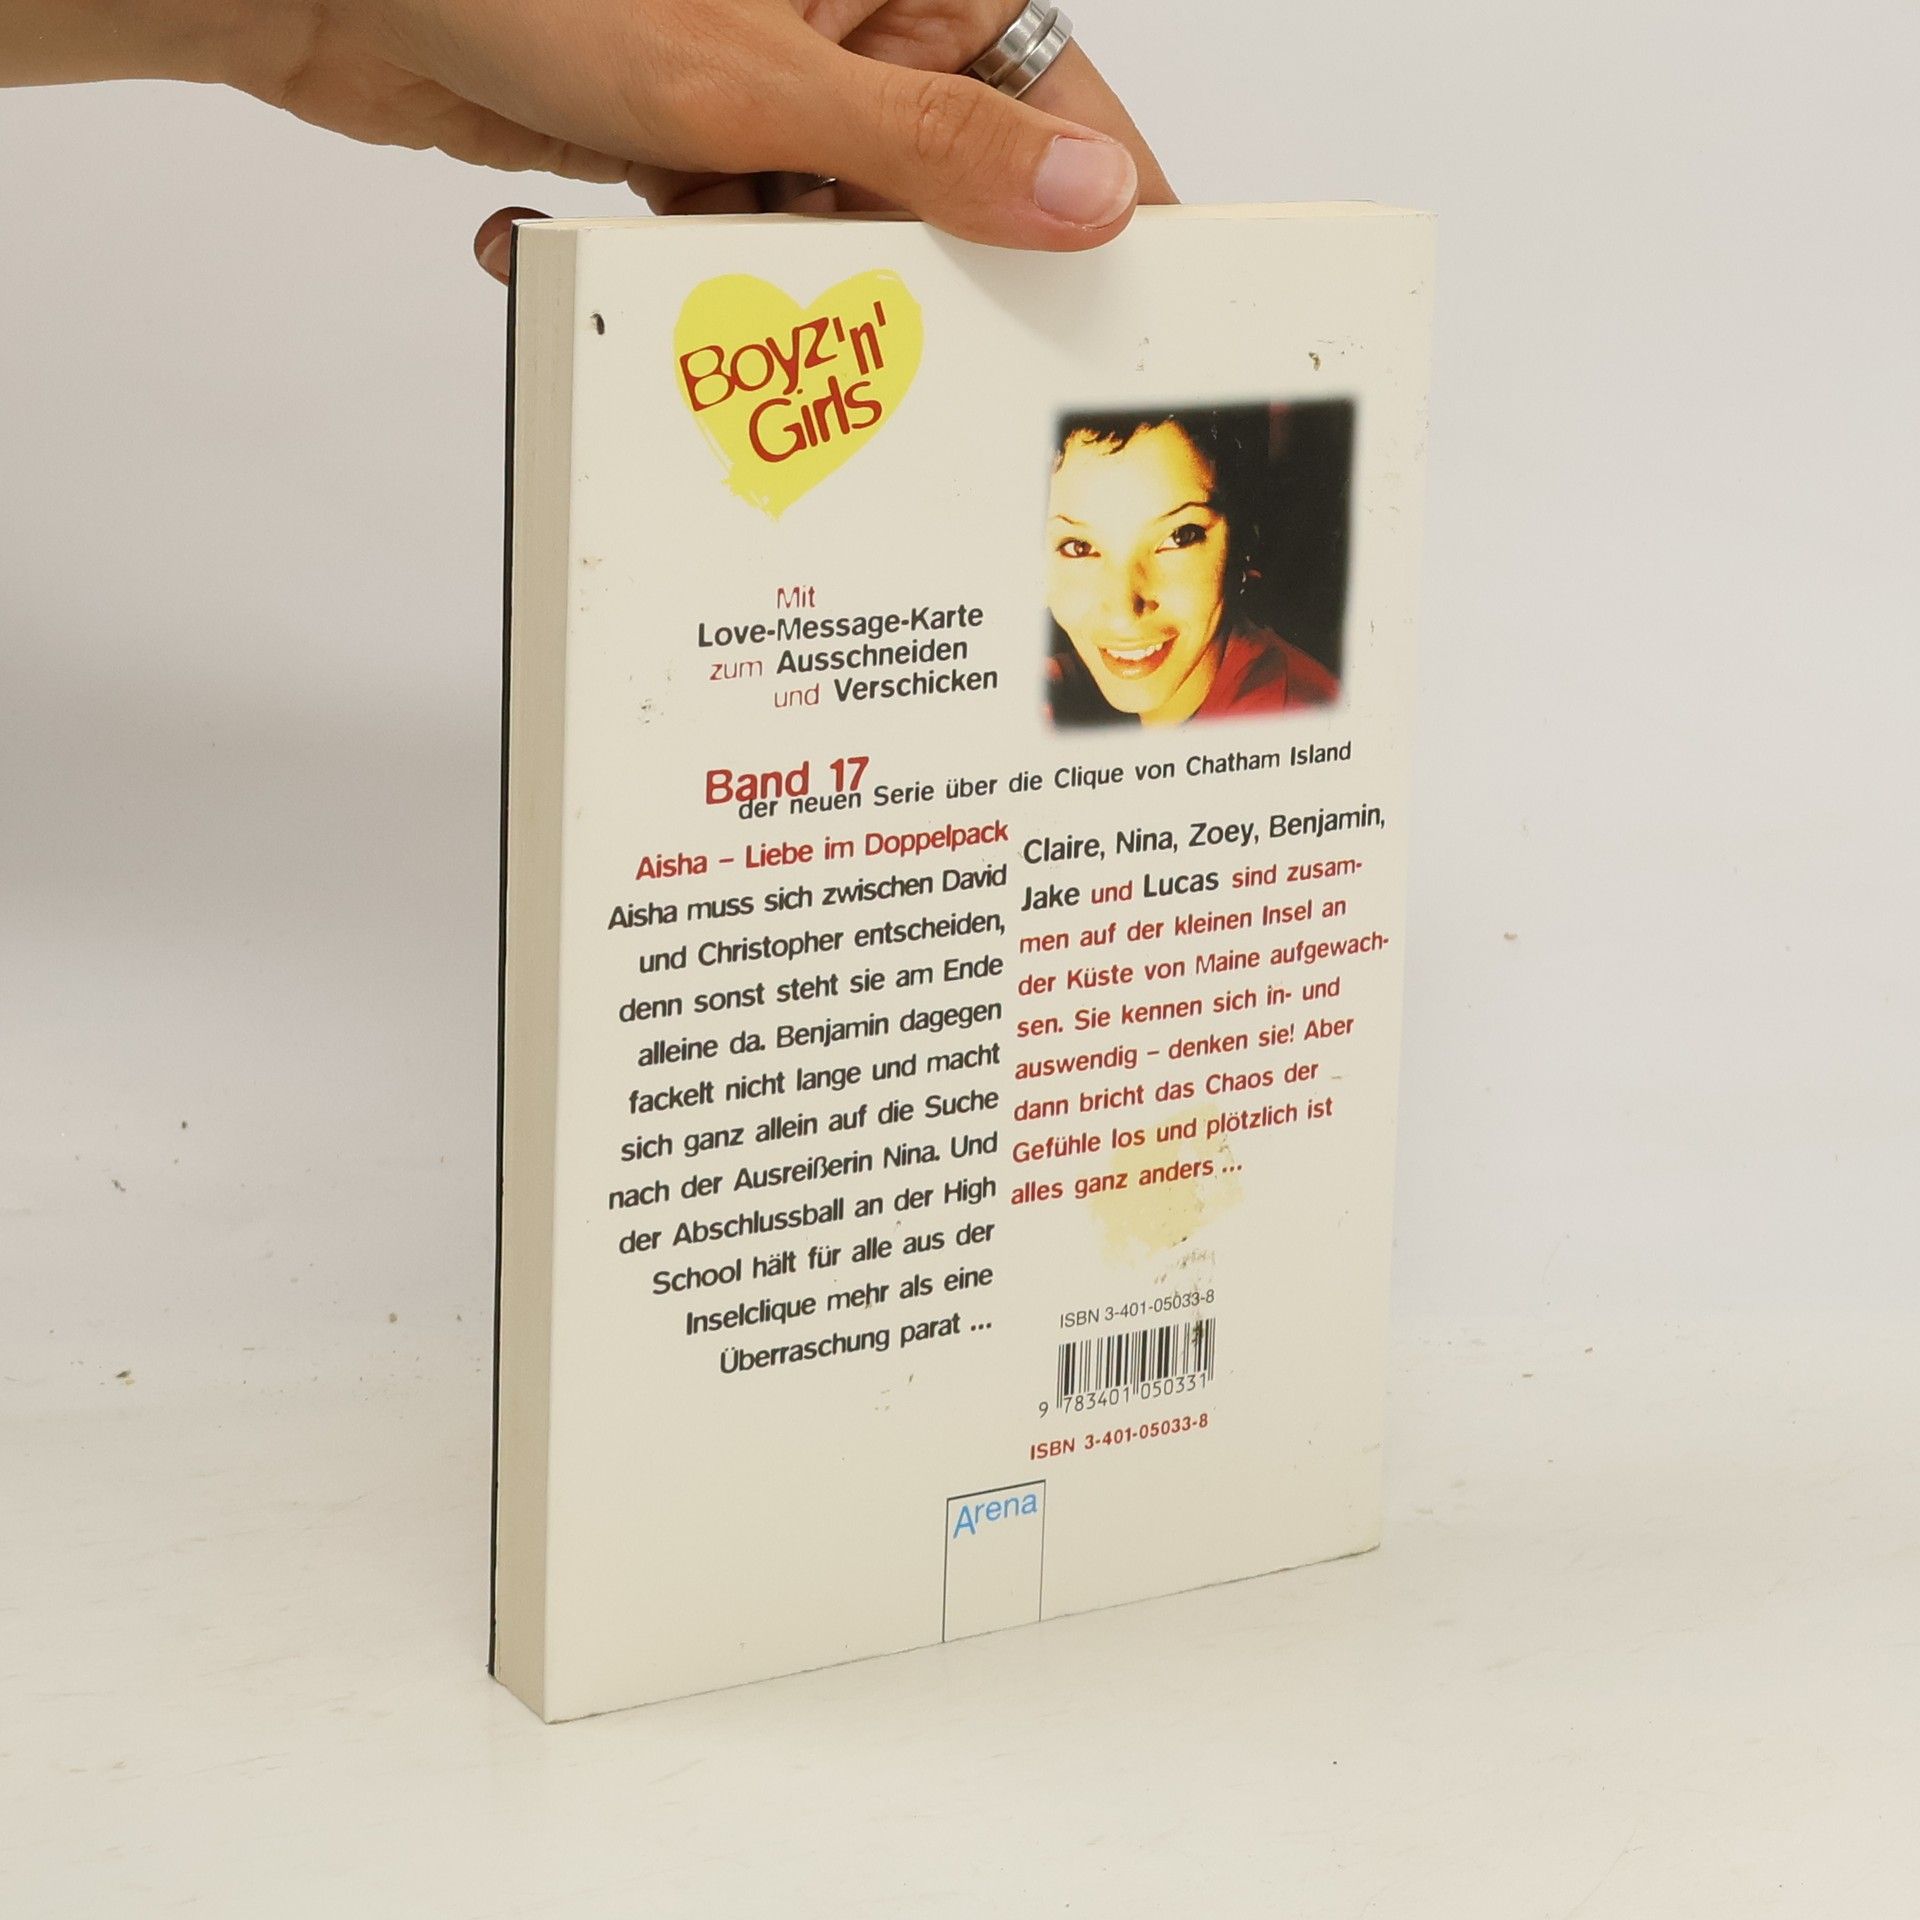 Boyz'n'
Girls
Mit
Love-Message-Karte
zum Ausschneiden
und Verschicken
Band 17
der neuen Serie über die Clique von Chatham Island
Aisha – Liebe im Doppelpack
Aisha muss sich zwischen David
und Christopher entscheiden,
denn sonst steht sie am Ende
alleine da. Benjamin dagegen
fackelt nicht lange und macht
sich ganz allein auf die Suche
nach der Ausreißerin Nina. Und
der Abschlussball an der High
School hält für alle aus der
Inselclique mehr als eine
Überraschung parat ...
Claire, Nina, Zoey, Benjamin,
Jake und Lucas sind zusam-
men auf der kleinen Insel an
der Küste von Maine aufgewach-
sen. Sie kennen sich in- und
auswendig – denken sie! Aber
dann bricht das Chaos der
Gefühle los und plötzlich ist
alles ganz anders ...
ISBN 3-401-05033-8
9 783401 050331
ISBN 3-401-05033-8
Arena